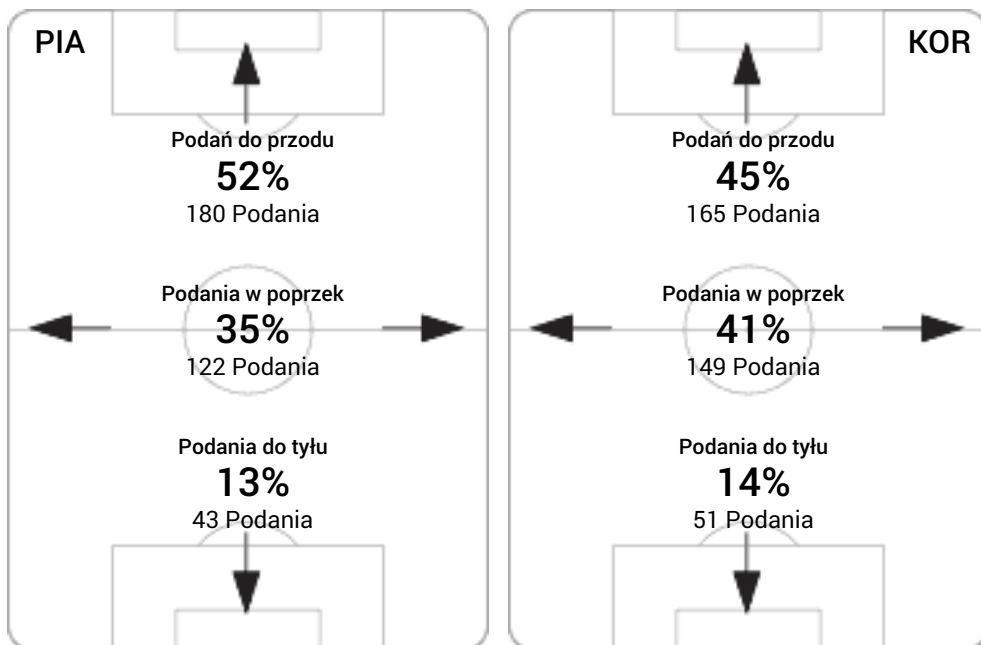 PIA
Podań do przodu
52%
180 Podania
Podania w poprzek
35%
122 Podania
Podania do tyłu
13%
43 Podania
KOR
Podań do przodu
45%
165 Podania
Podania w poprzek
41%
149 Podania
Podania do tyłu
14%
51 Podania